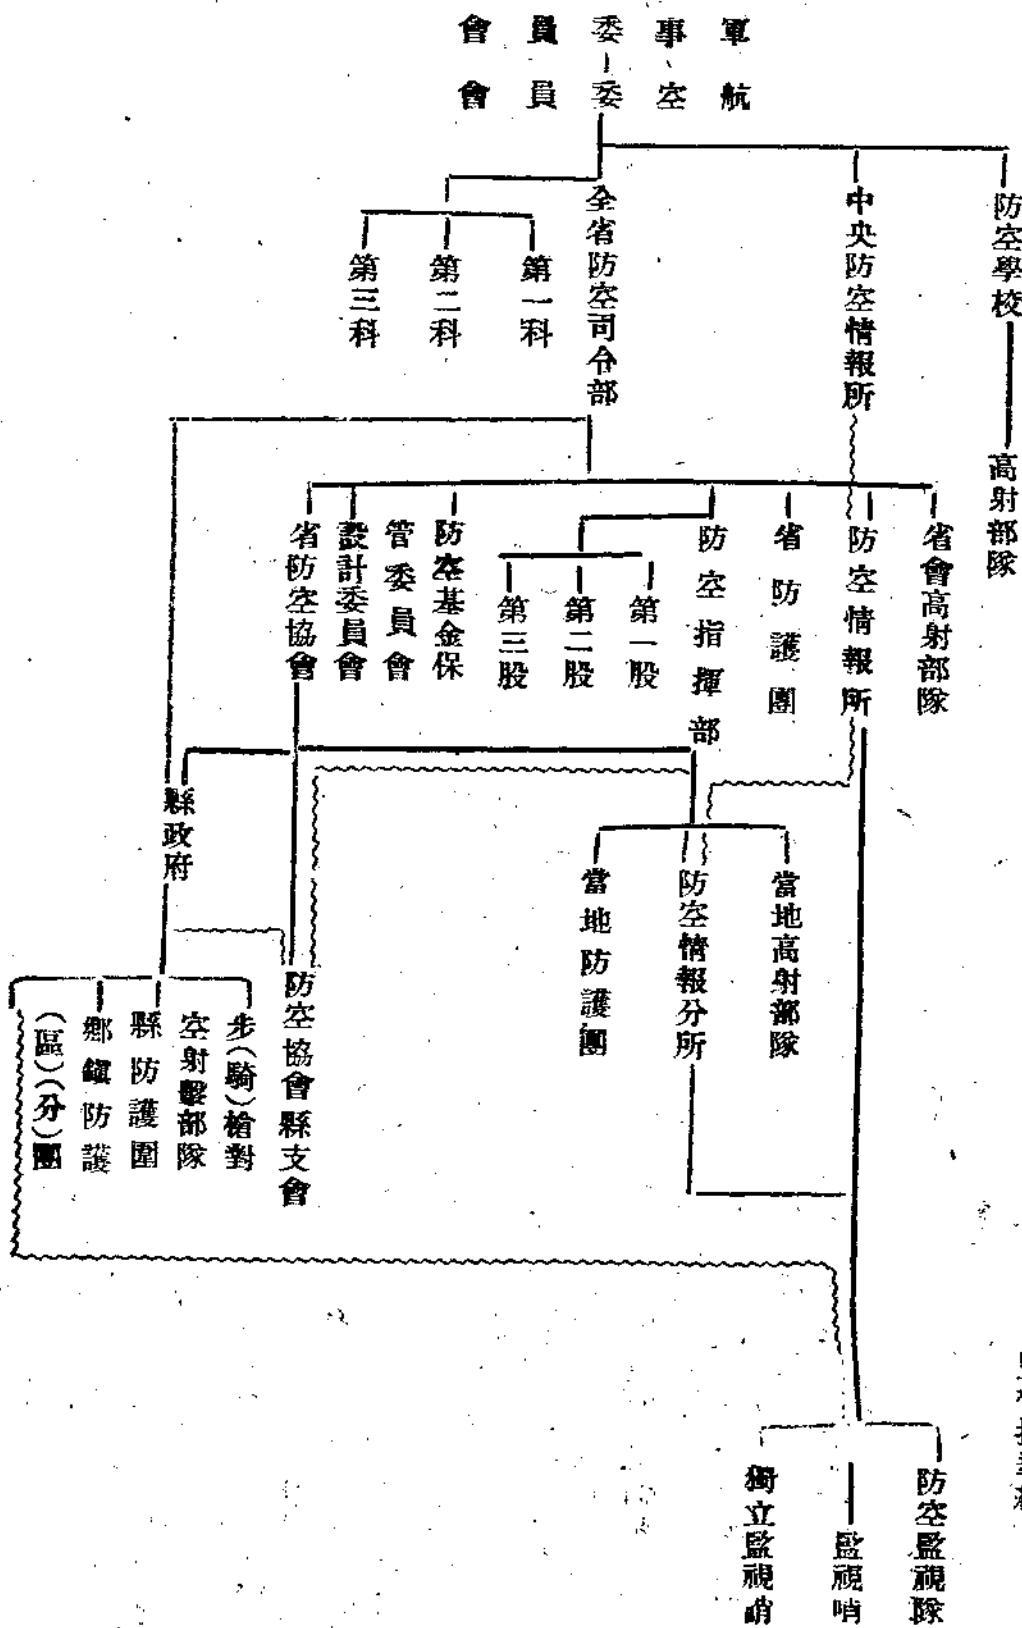 軍事委員會
航空委員會
防空學校
高射部隊
中央防空情報所
全省防空司令部
第一科
第二科
第三科
省會高射部隊
防空情報所
省防護團
防空指揮部
第一股
第二股
第三股
防空基金保
管委員會
設計委員會
省防空協會
縣政府
當地高射部隊
防空情報分所
當地防護團
防空協會縣支會
步(騎)槍對
空射擊部隊
縣防護團
鄉鎮防護
(區)(分)團
防空監視隊
監視哨
獨立監視哨